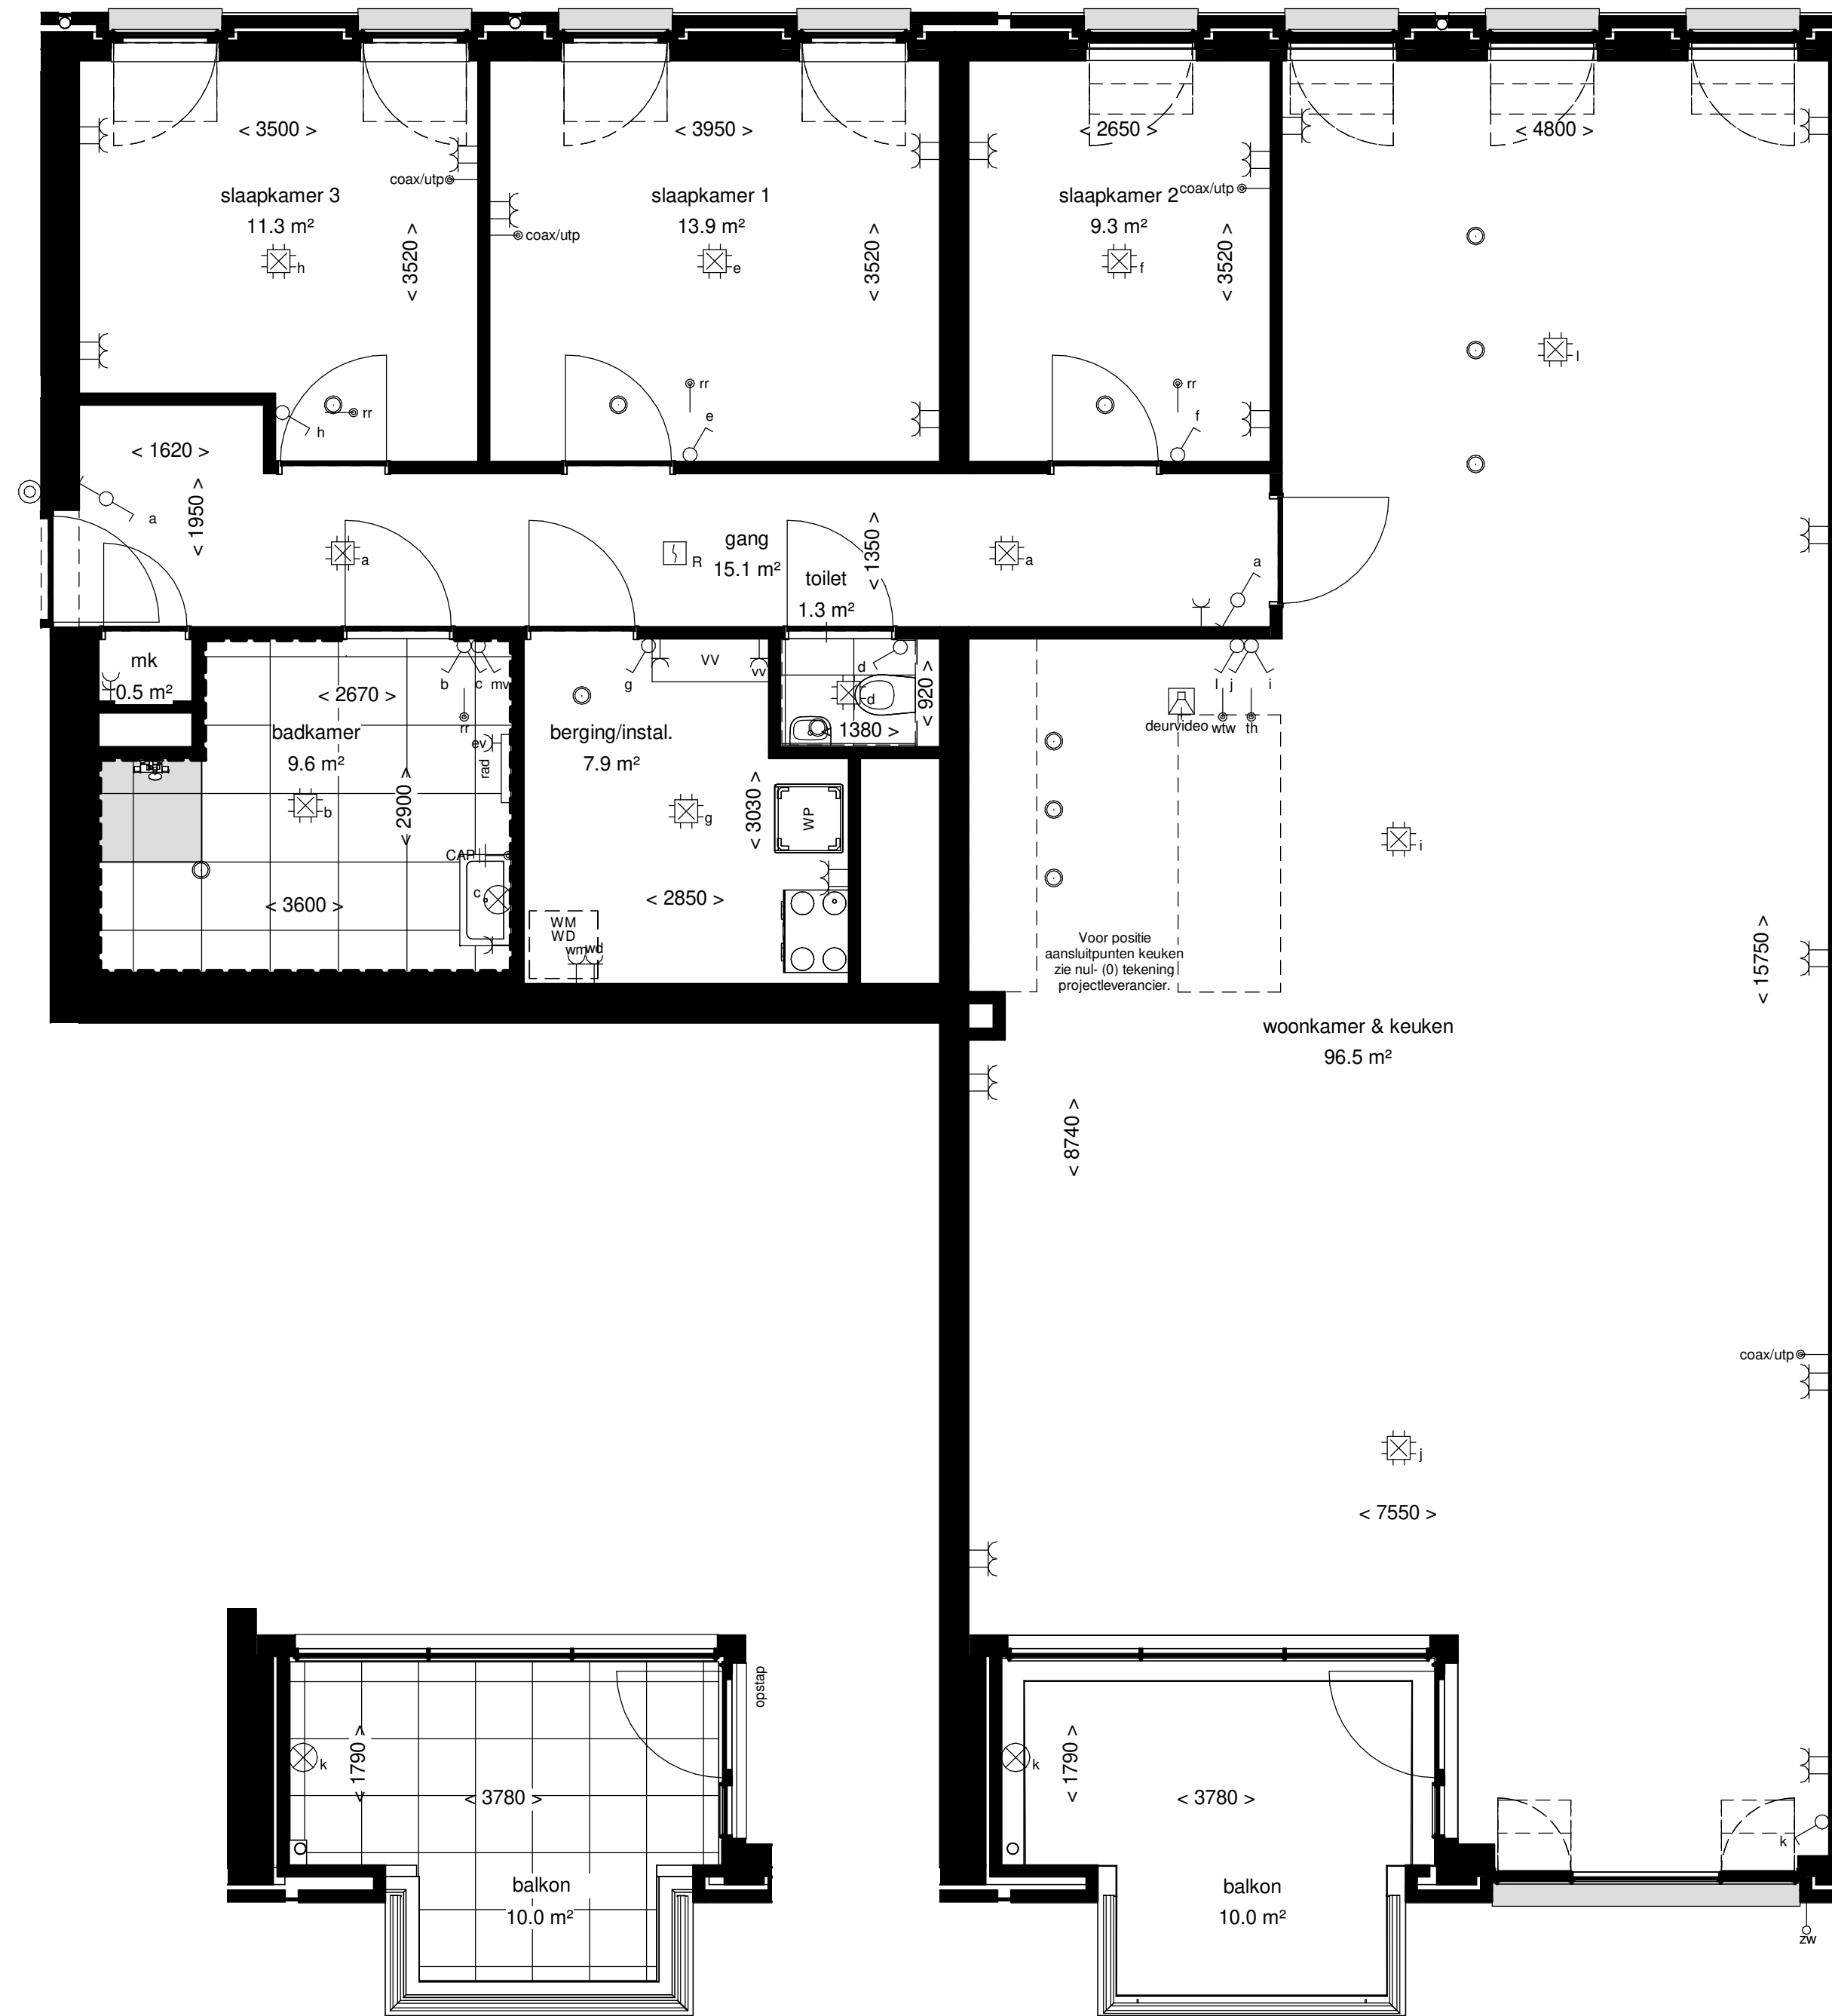 < 3500 >
< 3950 >
< 2650 >
< 4800 >
coax/utp
slaapkamer 3
11.3 m²
h
< 3520 >
slaapkamer 1
13.9 m²
coax/utp
e
< 3520 >
slaapkamer 2
coax/utp
9.3 m²
f
< 3520 >
l
rr
h
rr
e
rr
f
< 1620 >
< 1950 >
a
a
R
gang
15.1 m²
< 1350 >
a
a
toilet
1.3 m²
mk
0.5 m²
< 2670 >
b
c
mv
rr
ev
rad
badkamer
9.6 m²
b
< 2900 >
CAP
c
< 3600 >
g
VV
vv
berging/instal.
7.9 m²
g
< 3030 >
WP
< 2850 >
WM
WD
wm
wd
d
d
< 920 >
< 1380 >
l
j
i
deurvideo
wtw
th
i
Voor positie
aansluitpunten keuken
zie nul- (0) tekening
projectleverancier.
< 15750 >
woonkamer & keuken
96.5 m²
< 8740 >
coax/utp
j
< 7550 >
opstap
k
< 1790 >
< 3780 >
balkon
10.0 m²
k
< 1790 >
< 3780 >
balkon
10.0 m²
k
zw